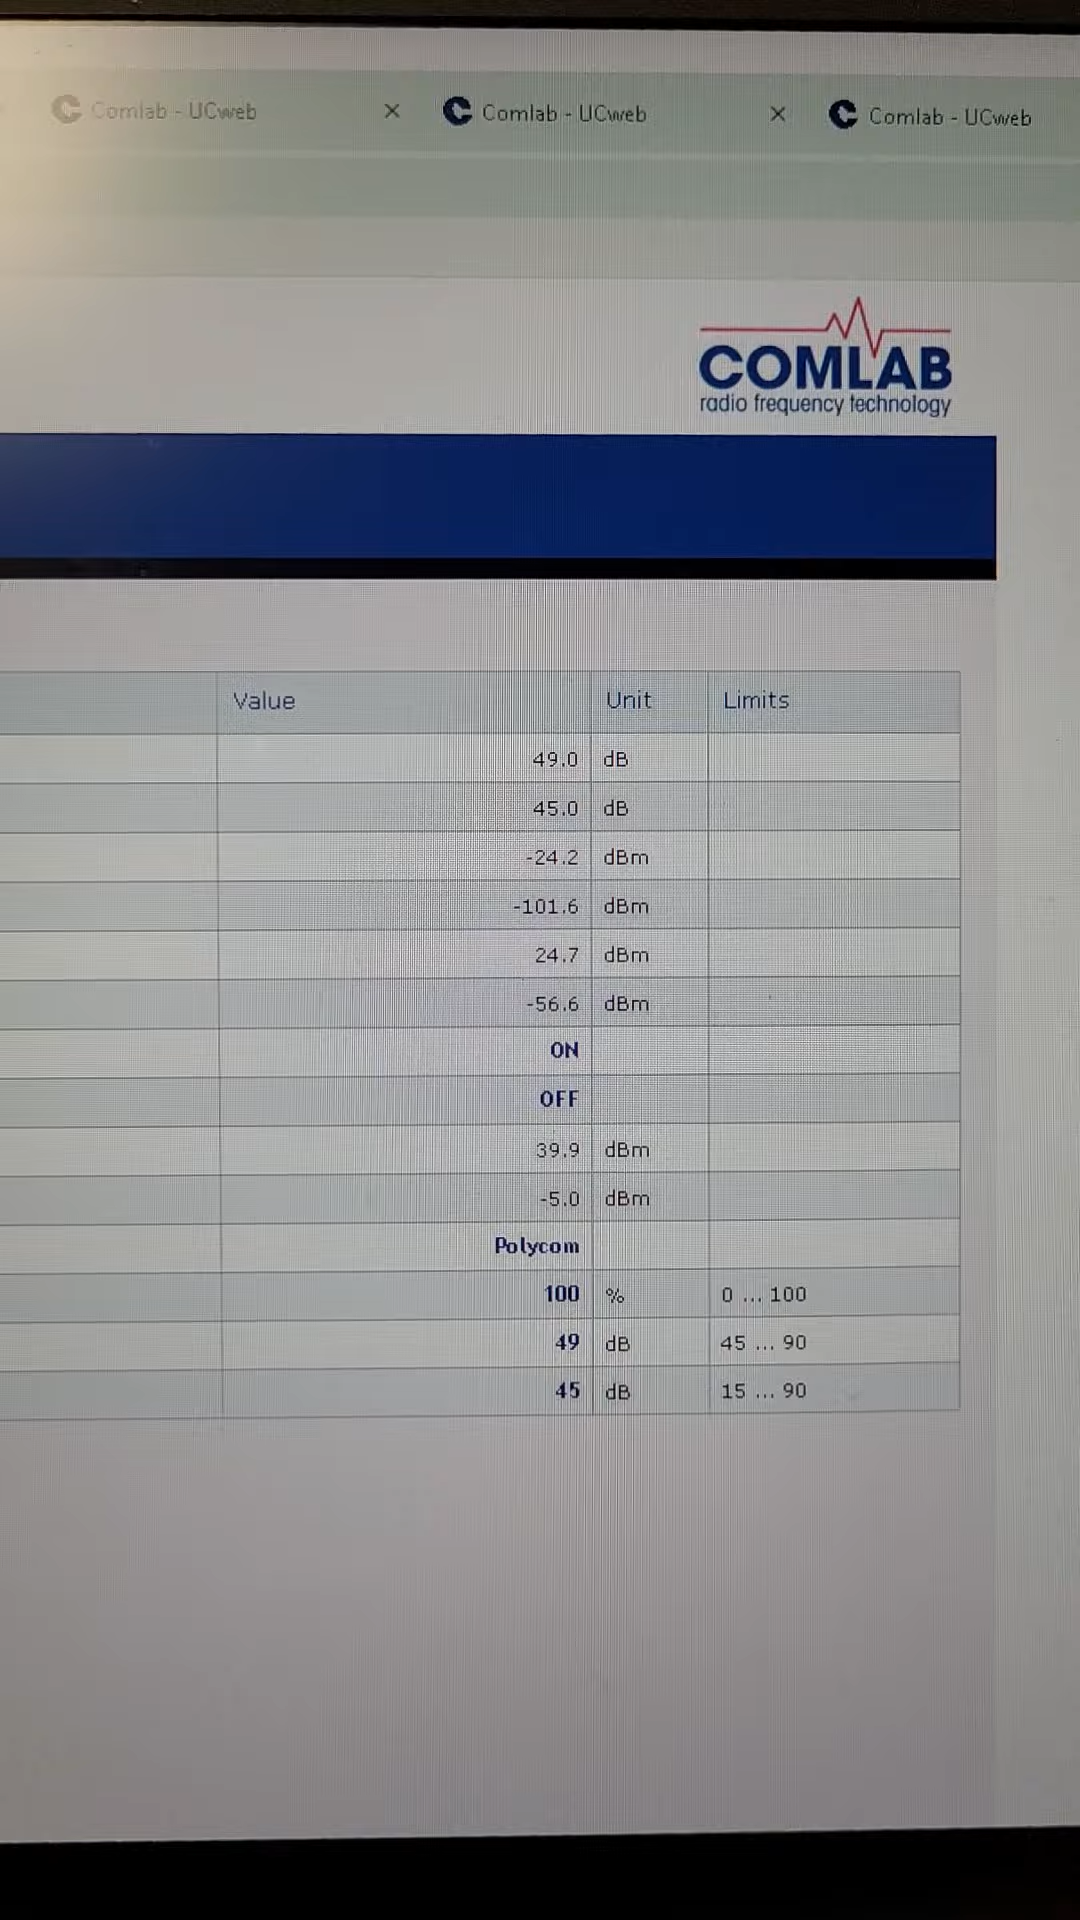 Comlab - UCweb
Comlab - UCweb
Comlab - UCweb
COMLAB
radio frequency technology
Value Unit Limits
49.0 dB
45.0 dB
-24.2 dBm
-101.6 dBm
24.7 dBm
-56.6 dBm
ON
OFF
39.9 dBm
-5.0 dBm
Polycom
100 % 0 ... 100
49 dB 45 ... 90
45 dB 15 ... 90